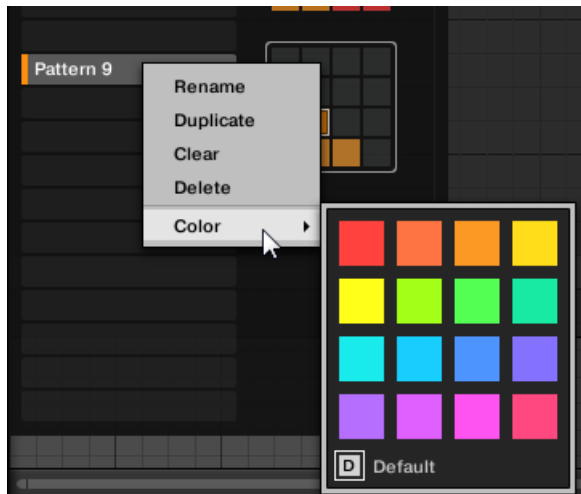 Pattern 9
Rename
Duplicate
Clear
Delete
Color
D Default